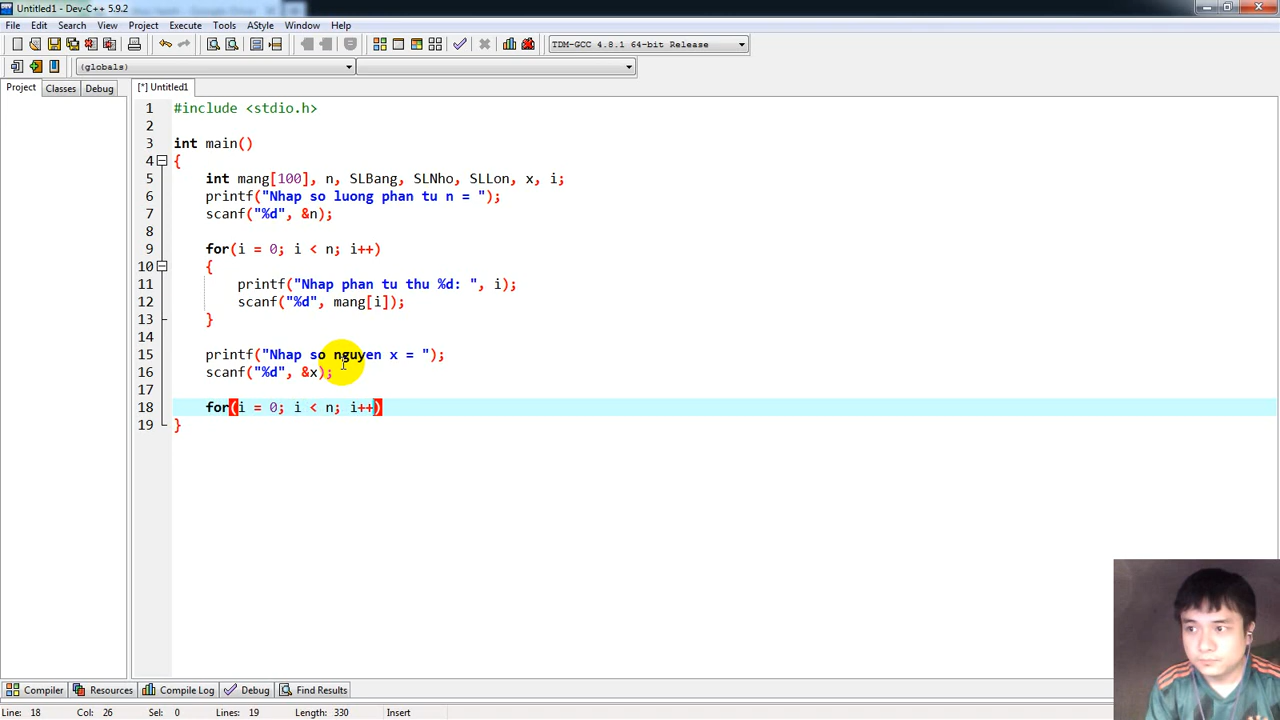 Untitled1 - Dev-C++ 5.9.2
File Edit Search View Project Execute Tools AStyle Window Help
TDM-GCC 4.8.1 64-bit Release
(globals)
Project Classes Debug [*] Untitled1
1 #include <stdio.h>
2
3 int main()
4 {
5 int mang[100], n, SLBang, SLNho, SLLon, x, i;
6 printf("Nhap so luong phan tu n = ");
7 scanf("%d", &n);
8
9 for(i = 0; i < n; i++)
10 {
11 printf("Nhap phan tu thu %d: ", i);
12 scanf("%d", mang[i]);
13 }
14
15 printf("Nhap so nguyen x = ");
16 scanf("%d", &x);
17
18 for(i = 0; i < n; i++)
19 }
Compiler Resources Compile Log Debug Find Results
Line: 18 Col: 26 Sel: 0 Lines: 19 Length: 330 Insert